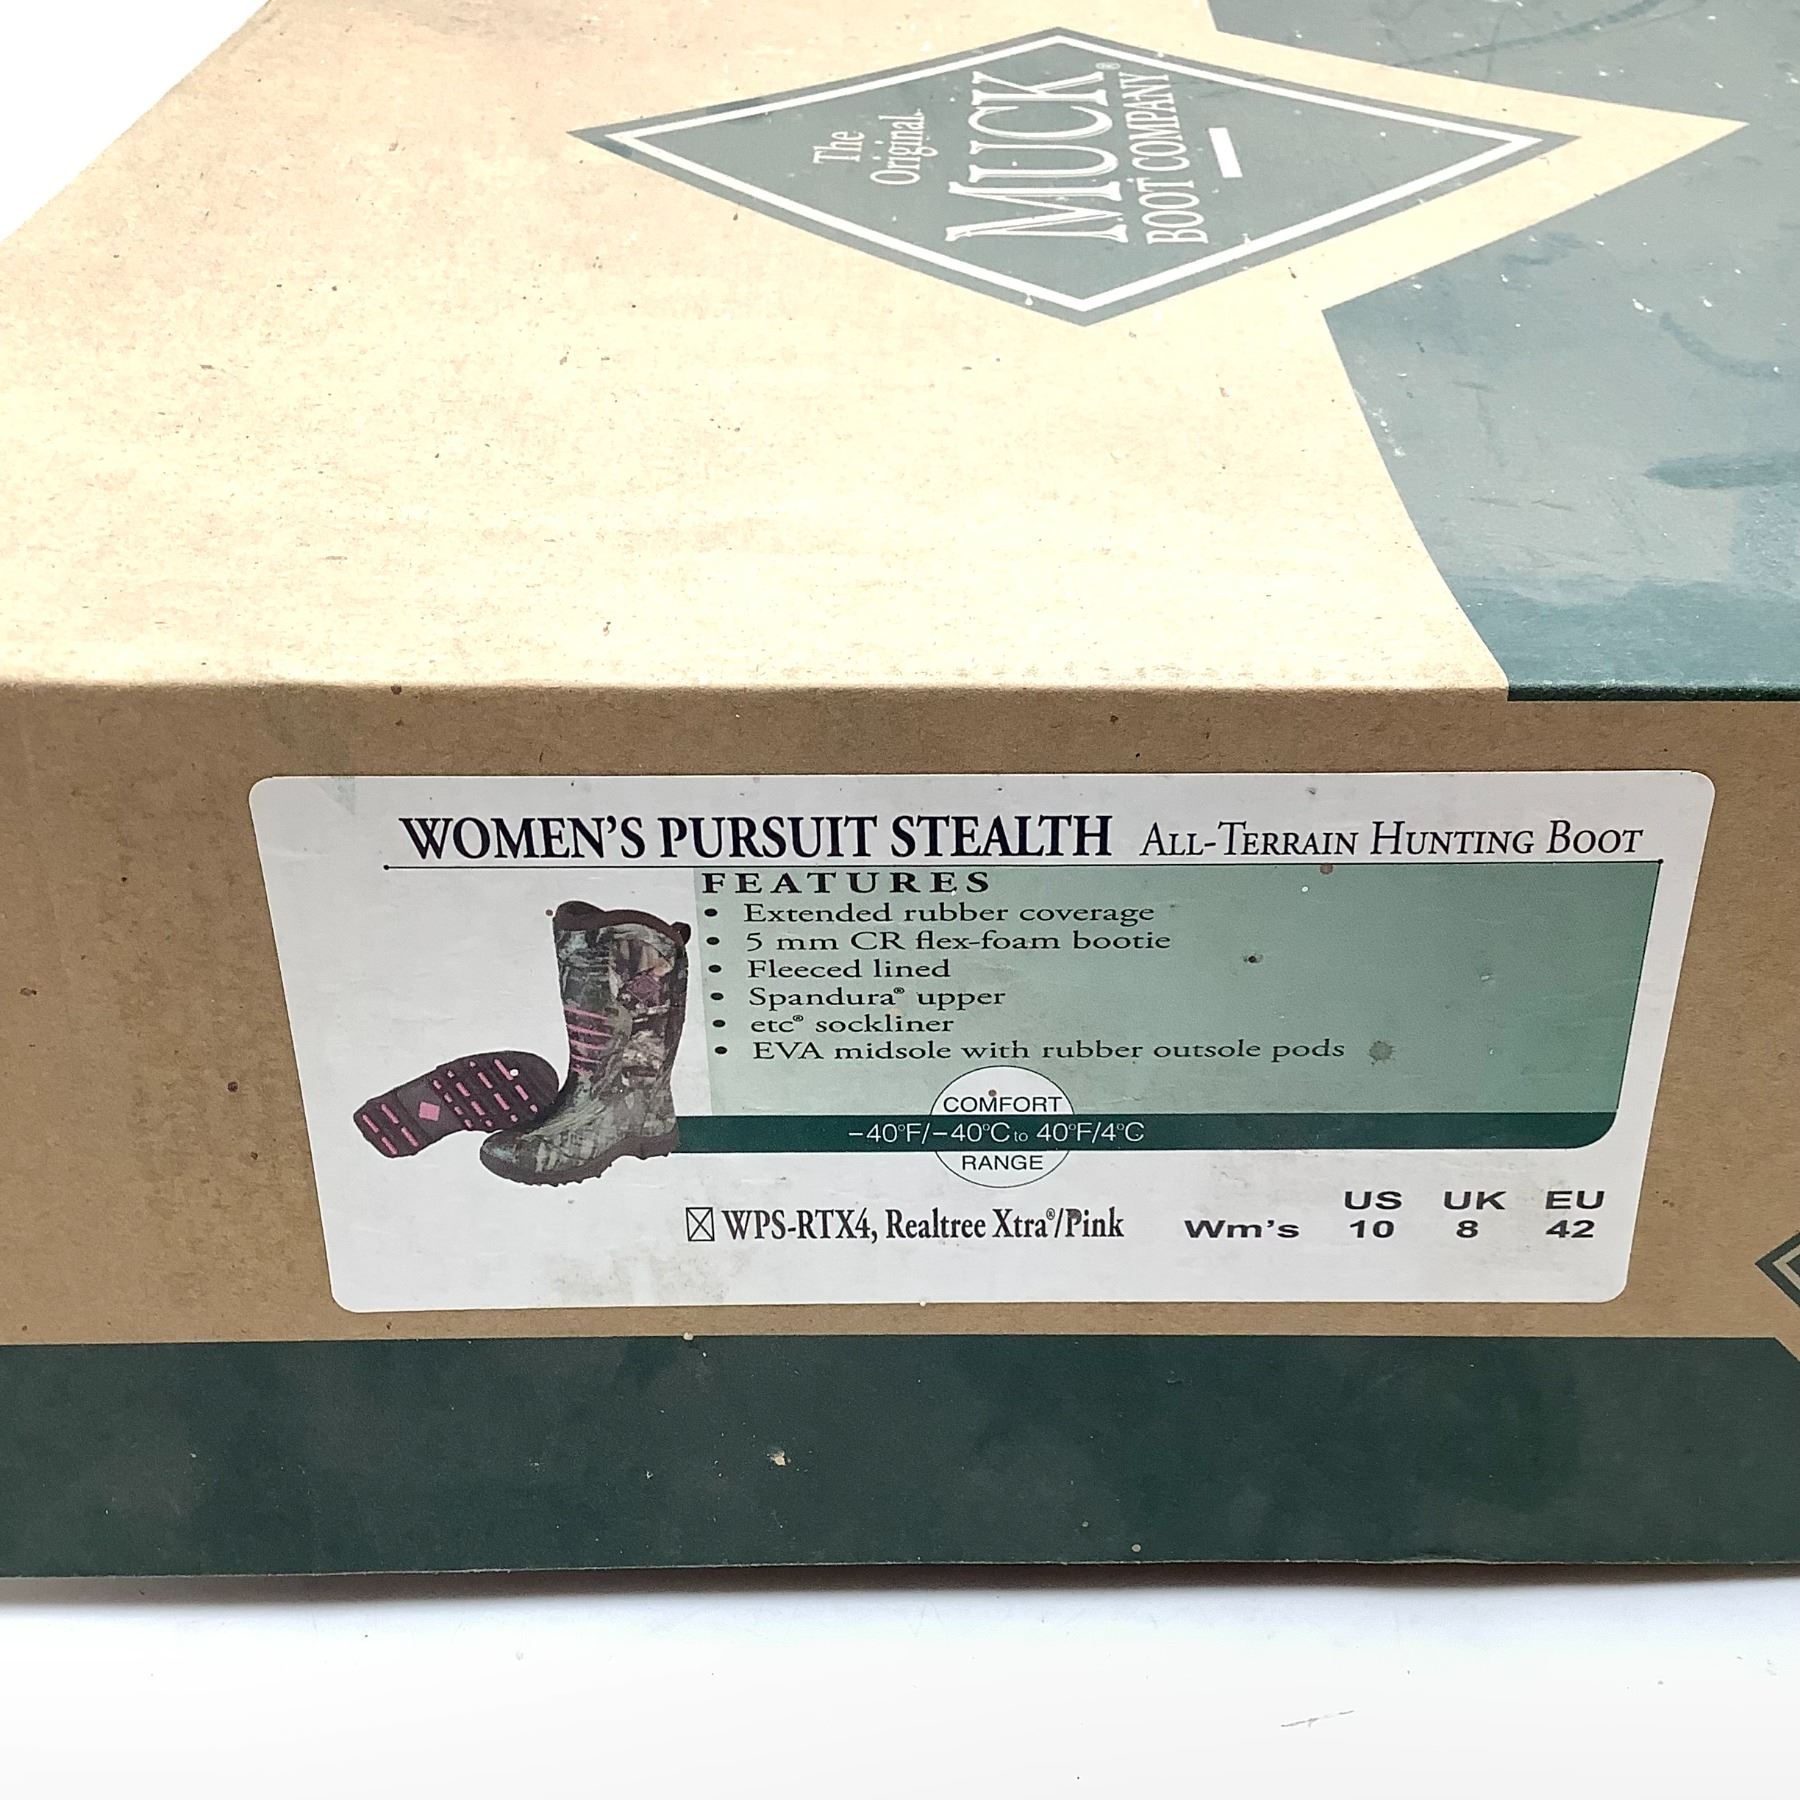 The
Original
MUCK®
BOOT COMPANY
WOMEN'S PURSUIT STEALTH ALL-TERRAIN HUNTING BOOT
FEATURES
• Extended rubber coverage
• 5 mm CR flex-foam bootie
• Fleeced lined
• Spandura® upper
• etc® sockliner
• EVA midsole with rubber outsole pods
COMFORT
−40°F/−40°C to 40°F/4°C
RANGE
☒ WPS-RTX4, Realtree Xtra®/Pink
US UK EU
Wm's 10 8 42